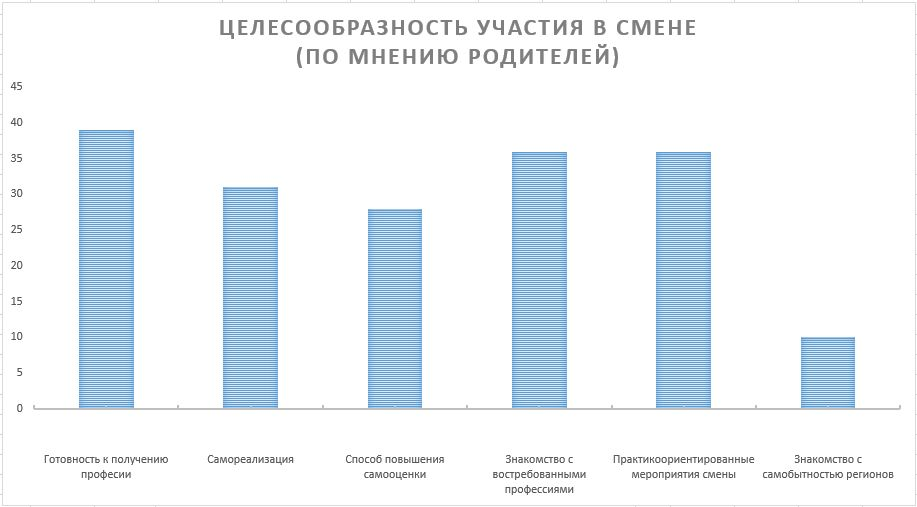 ЦЕЛЕСООБРАЗНОСТЬ УЧАСТИЯ В СМЕНЕ
(ПО МНЕНИЮ РОДИТЕЛЕЙ)
45
40
35
30
25
20
15
10
5
0
Готовность к получению
професии
Самореализация
Способ повышения
самооценки
Знакомство с
востребованными
профессиями
Практикоориентированные
мероприятия смены
Знакомство с
самобытностью регионов